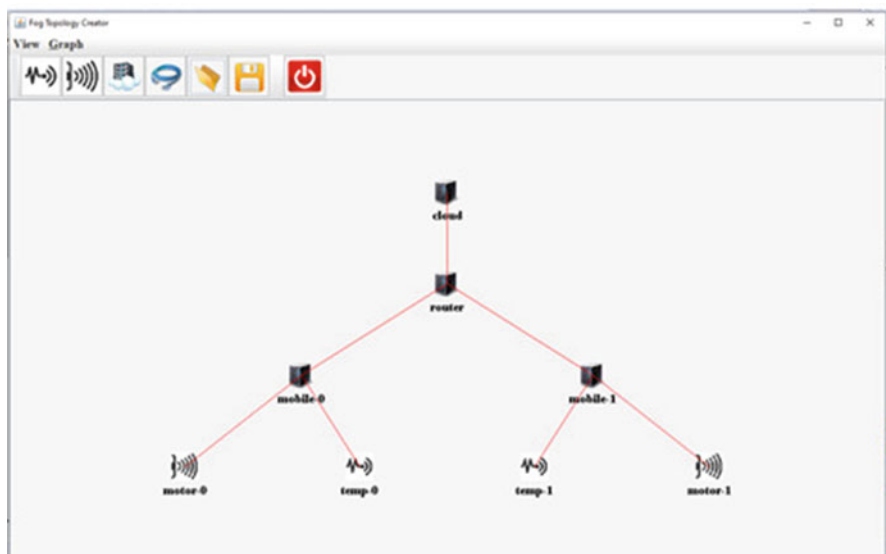 Fog Topology Creator
View Graph
cloud
router
mobile-0 mobile-1
motor-0 temp-0 temp-1 motor-1